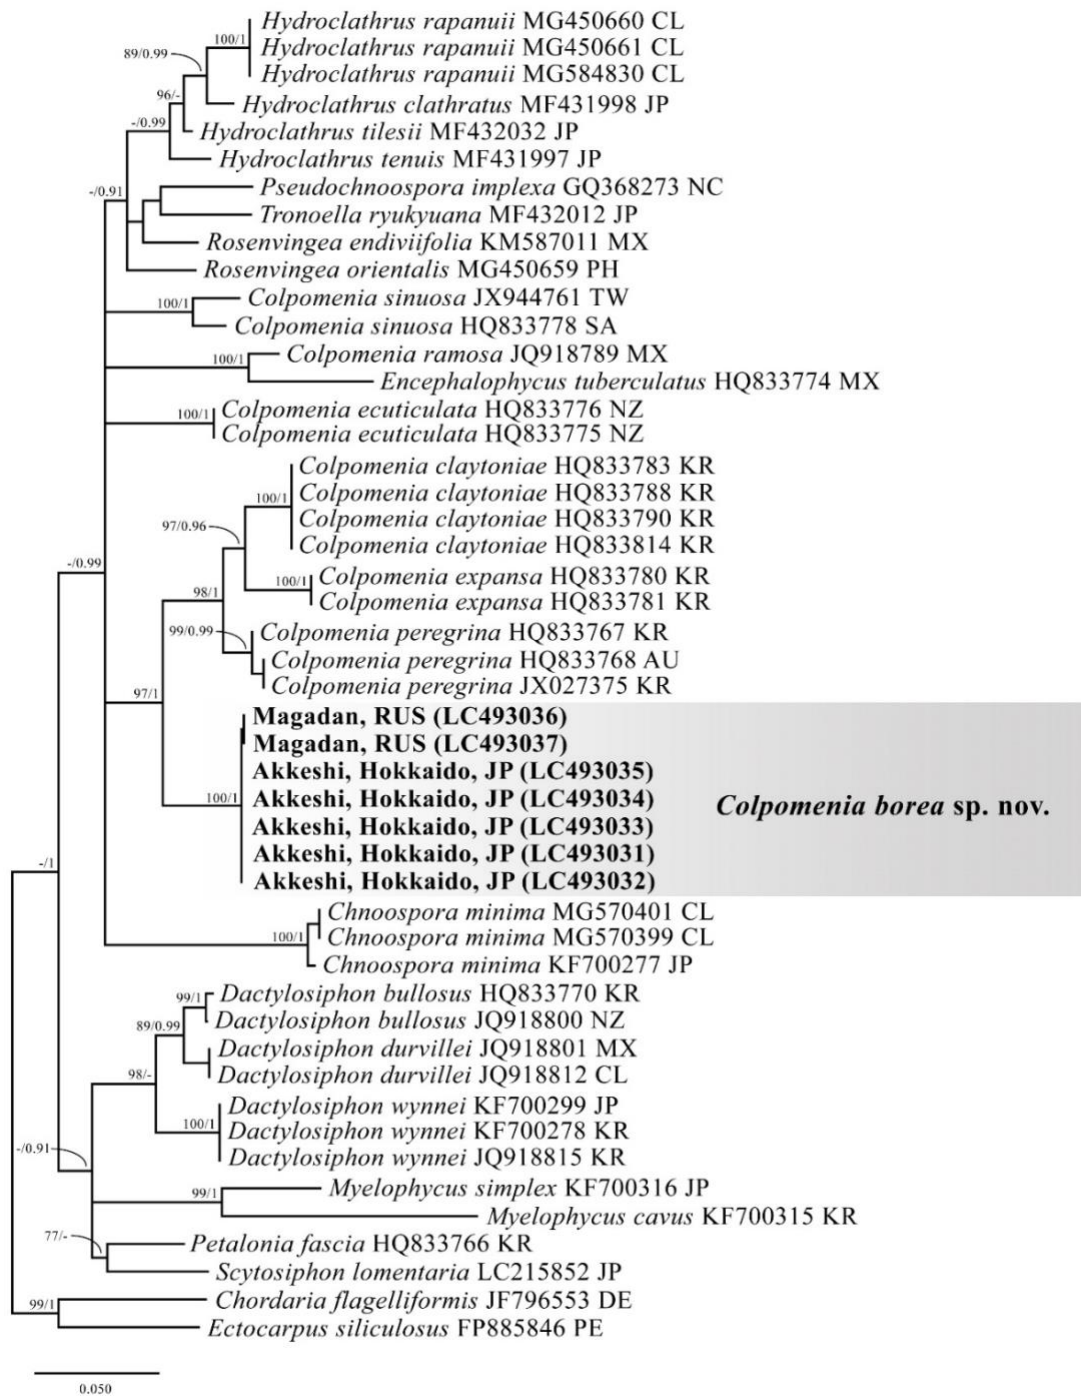 Hydroclathrus rapanuii MG450660 CL
100/1
Hydroclathrus rapanuii MG450661 CL
89/0.99
Hydroclathrus rapanuii MG584830 CL
96/-
Hydroclathrus clathratus MF431998 JP
-/0.99
Hydroclathrus tilesii MF432032 JP
Hydroclathrus tenuis MF431997 JP
-/0.91
Pseudochnoospora implexa GQ368273 NC
Tronoella ryukyuana MF432012 JP
Rosenvingea endiviifolia KM587011 MX
Rosenvingea orientalis MG450659 PH
100/1
Colpomenia sinuosa JX944761 TW
Colpomenia sinuosa HQ833778 SA
100/1
Colpomenia ramosa JQ918789 MX
Encephalophycus tuberculatus HQ833774 MX
100/1
Colpomenia ecuticulata HQ833776 NZ
Colpomenia ecuticulata HQ833775 NZ
Colpomenia claytoniae HQ833783 KR
100/1
Colpomenia claytoniae HQ833788 KR
97/0.96
Colpomenia claytoniae HQ833790 KR
Colpomenia claytoniae HQ833814 KR
-/0.99
100/1
Colpomenia expansa HQ833780 KR
98/1
Colpomenia expansa HQ833781 KR
99/0.99
Colpomenia peregrina HQ833767 KR
Colpomenia peregrina HQ833768 AU
97/1
Colpomenia peregrina JX027375 KR
Magadan, RUS (LC493036)
Magadan, RUS (LC493037)
Akkeshi, Hokkaido, JP (LC493035)
100/1
Akkeshi, Hokkaido, JP (LC493034)
Colpomenia borea sp. nov.
Akkeshi, Hokkaido, JP (LC493033)
Akkeshi, Hokkaido, JP (LC493031)
-/1
Akkeshi, Hokkaido, JP (LC493032)
Chnoospora minima MG570401 CL
100/1
Chnoospora minima MG570399 CL
Chnoospora minima KF700277 JP
99/1
Dactylosiphon bullosus HQ833770 KR
89/0.99
Dactylosiphon bullosus JQ918800 NZ
Dactylosiphon durvillei JQ918801 MX
98/-
Dactylosiphon durvillei JQ918812 CL
Dactylosiphon wynnei KF700299 JP
100/1
Dactylosiphon wynnei KF700278 KR
-/0.91
Dactylosiphon wynnei JQ918815 KR
99/1
Myelophycus simplex KF700316 JP
Myelophycus cavus KF700315 KR
77/-
Petalonia fascia HQ833766 KR
Scytosiphon lomentaria LC215852 JP
99/1
Chordaria flagelliformis JF796553 DE
Ectocarpus siliculosus FP885846 PE
0.050